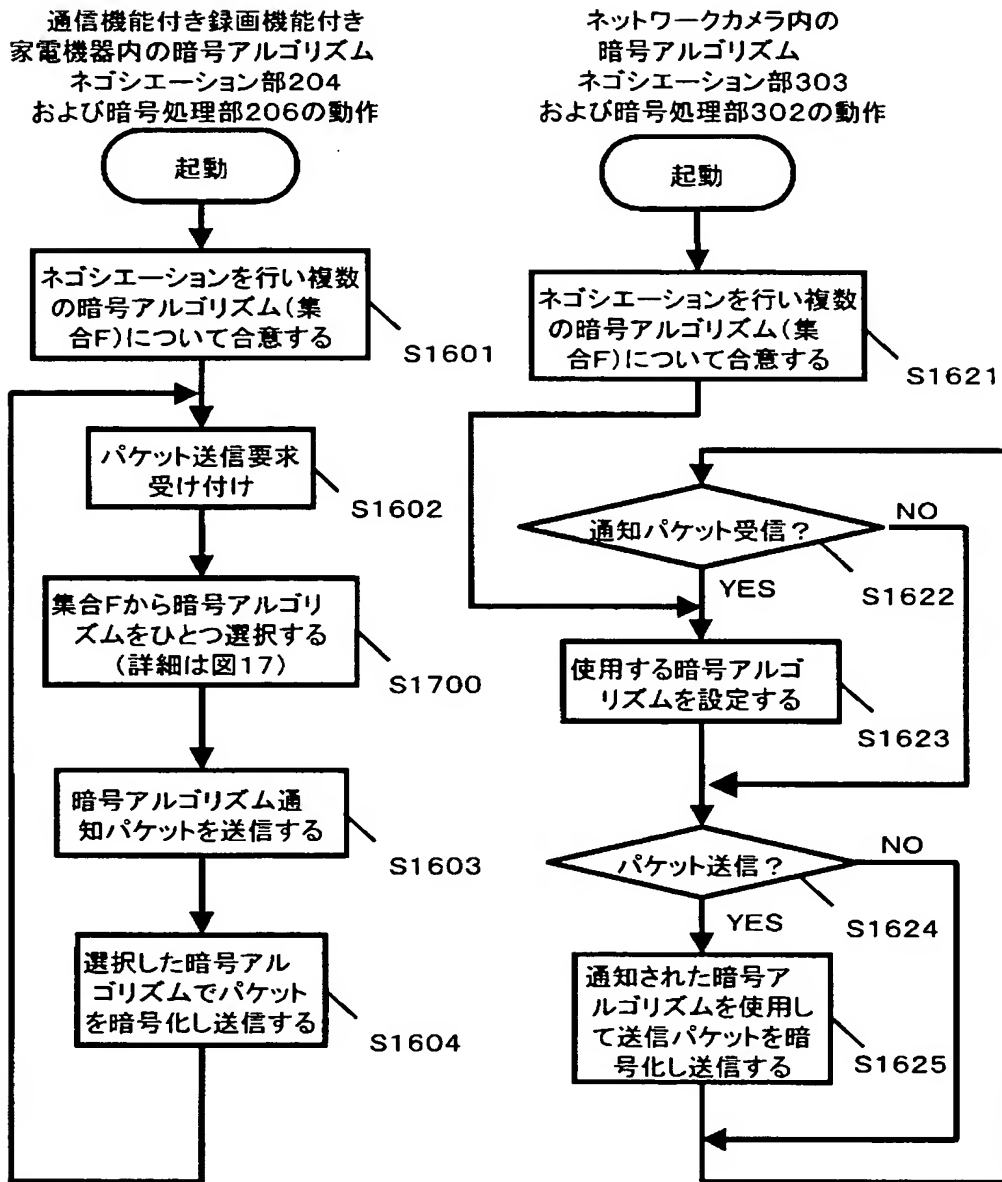 通信機能付き録画機能付き
家電機器内の暗号アルゴリズム
ネゴシエーション部204
および暗号処理部206の動作
起動
ネゴシエーションを行い複数
の暗号アルゴリズム(集
合F)について合意する
S1601
パケット送信要求
受け付け
S1602
集合Fから暗号アルゴリ
ズムをひとつ選択する
(詳細は図17)
S1700
暗号アルゴリズム通
知パケットを送信する
S1603
選択した暗号アル
ゴリズムでパケット
を暗号化し送信する
S1604
ネットワークカメラ内の
暗号アルゴリズム
ネゴシエーション部303
および暗号処理部302の動作
起動
ネゴシエーションを行い複数
の暗号アルゴリズム(集
合F)について合意する
S1621
通知パケット受信?
NO
S1622
YES
使用する暗号アルゴ
リズムを設定する
S1623
パケット送信?
NO
S1624
YES
通知された暗号ア
ルゴリズムを使用し
て送信パケットを暗
号化し送信する
S1625